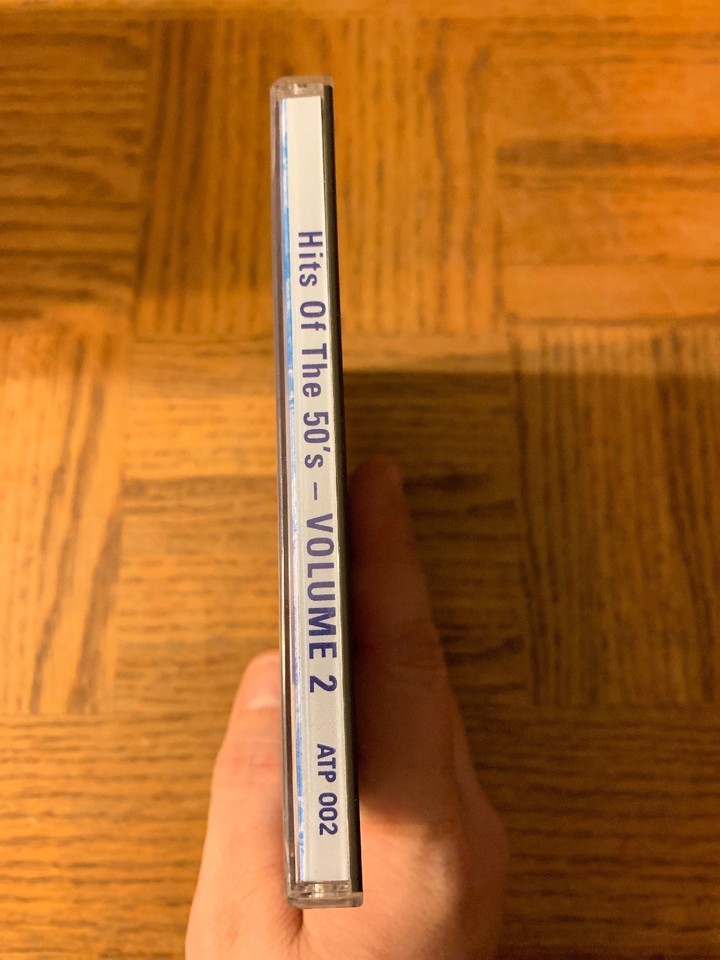 Hits Of The 50's – VOLUME 2 ATP 002